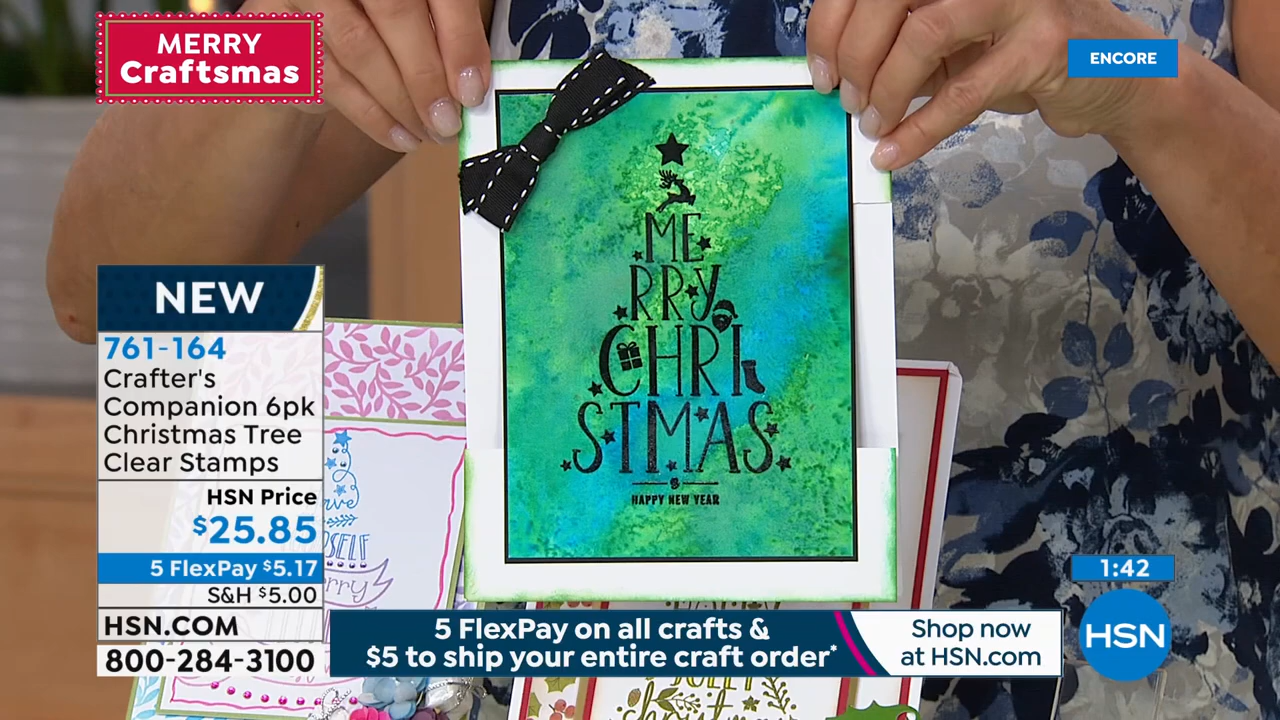 MERRY
Craftsmas
ENCORE
ME
RRY
CHRI
STMAS
HAPPY NEW YEAR
NEW
761-164
Crafter's
Companion 6pk
Christmas Tree
Clear Stamps
HSN Price
$25.85
5 FlexPay $5.17
S&H $5.00
HSN.COM
800-284-3100
5 FlexPay on all crafts &
$5 to ship your entire craft order*
Shop now
at HSN.com
1:42
HSN